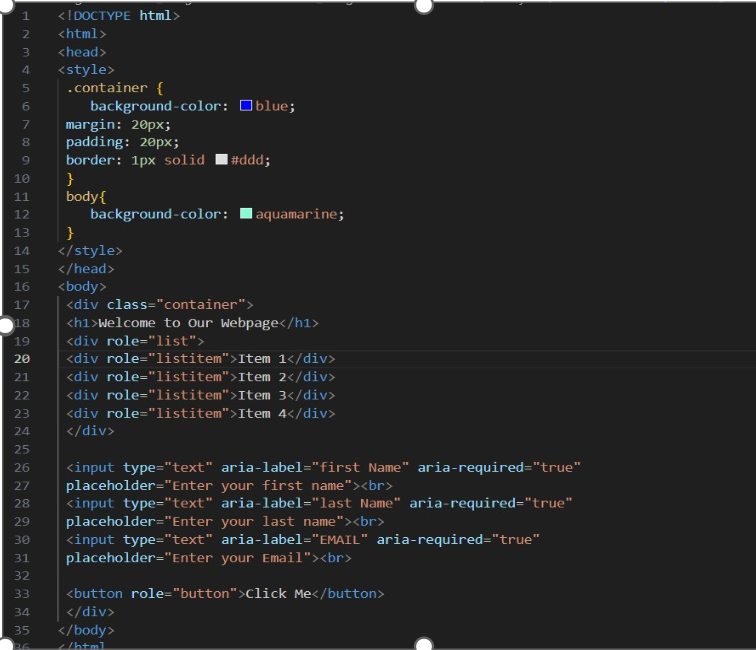 1 <!DOCTYPE html>
2 <html>
3 <head>
4 <style>
5 .container {
6 background-color: blue;
7 margin: 20px;
8 padding: 20px;
9 border: 1px solid #ddd;
10 }
11 body{
12 background-color: aquamarine;
13 }
14 </style>
15 </head>
16 <body>
17 <div class="container">
18 <h1>Welcome to Our Webpage</h1>
19 <div role="list">
20 <div role="listitem">Item 1</div>
21 <div role="listitem">Item 2</div>
22 <div role="listitem">Item 3</div>
23 <div role="listitem">Item 4</div>
24 </div>
25
26 <input type="text" aria-label="first Name" aria-required="true"
27 placeholder="Enter your first name"><br>
28 <input type="text" aria-label="last Name" aria-required="true"
29 placeholder="Enter your last name"><br>
30 <input type="text" aria-label="EMAIL" aria-required="true"
31 placeholder="Enter your Email"><br>
32
33 <button role="button">Click Me</button>
34 </div>
35 </body>
36 </html